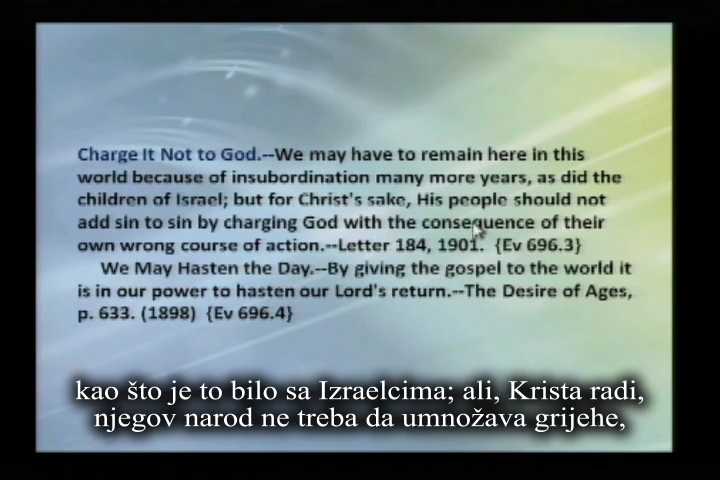 Charge It Not to God.--We may have to remain here in this
world because of insubordination many more years, as did the
children of Israel; but for Christ's sake, His people should not
add sin to sin by charging God with the consequence of their
own wrong course of action.--Letter 184, 1901. {Ev 696.3}
We May Hasten the Day.--By giving the gospel to the world it
is in our power to hasten our Lord's return.--The Desire of Ages,
p. 633. (1898) {Ev 696.4}
kao što je to bilo sa Izraelcima; ali, Krista radi,
njegov narod ne treba da umnožava grijehe,